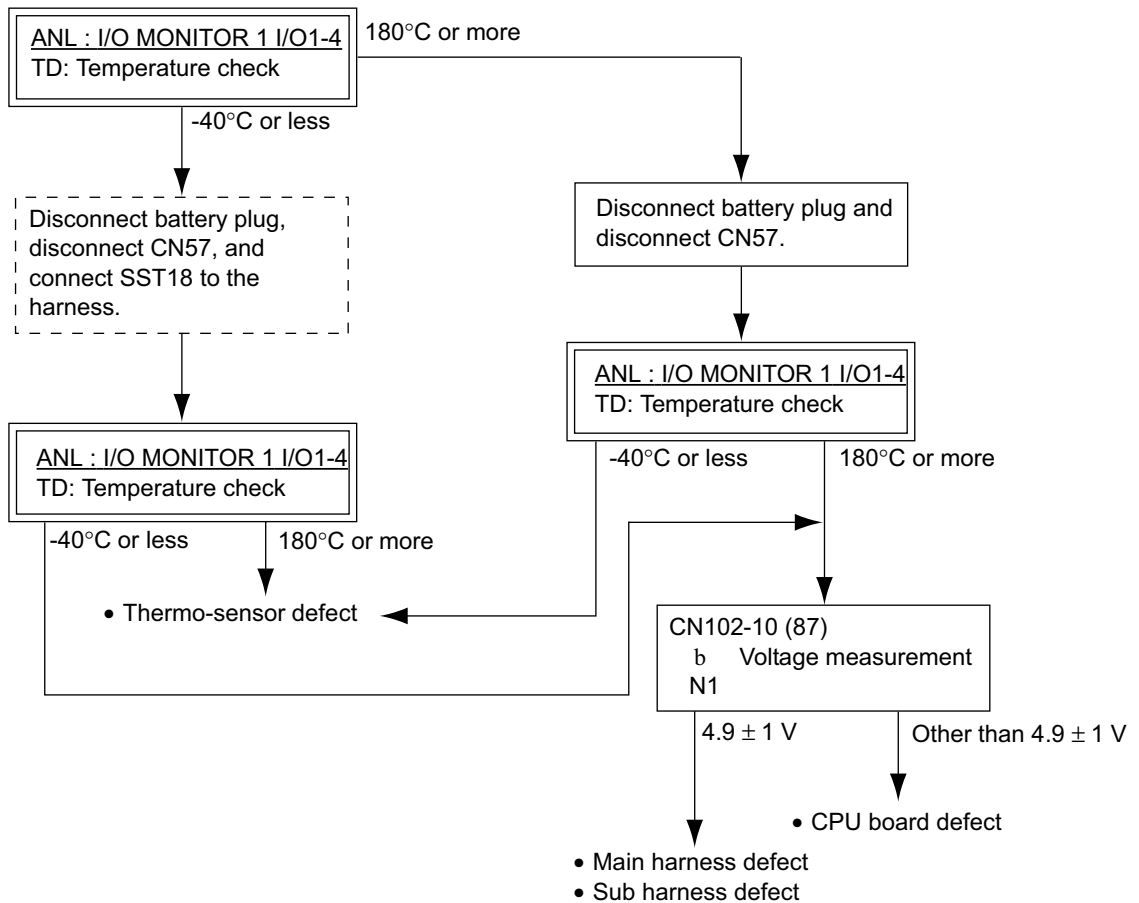 ANL : I/O MONITOR 1 I/O1-4
TD: Temperature check
180°C or more
-40°C or less
Disconnect battery plug,
disconnect CN57, and
connect SST18 to the
harness.
Disconnect battery plug and
disconnect CN57.
ANL : I/O MONITOR 1 I/O1-4
TD: Temperature check
-40°C or less
180°C or more
ANL : I/O MONITOR 1 I/O1-4
TD: Temperature check
-40°C or less
180°C or more
• Thermo-sensor defect
CN102-10 (87)
b Voltage measurement
N1
4.9 ± 1 V
Other than 4.9 ± 1 V
• CPU board defect
• Main harness defect
• Sub harness defect